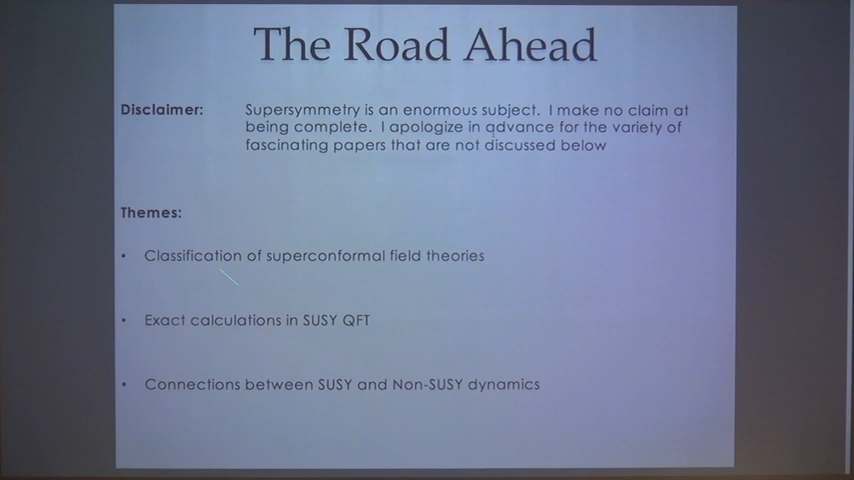 The Road Ahead
Disclaimer: Supersymmetry is an enormous subject. I make no claim at
being complete. I apologize in advance for the variety of
fascinating papers that are not discussed below
Themes:
• Classification of superconformal field theories
• Exact calculations in SUSY QFT
• Connections between SUSY and Non-SUSY dynamics